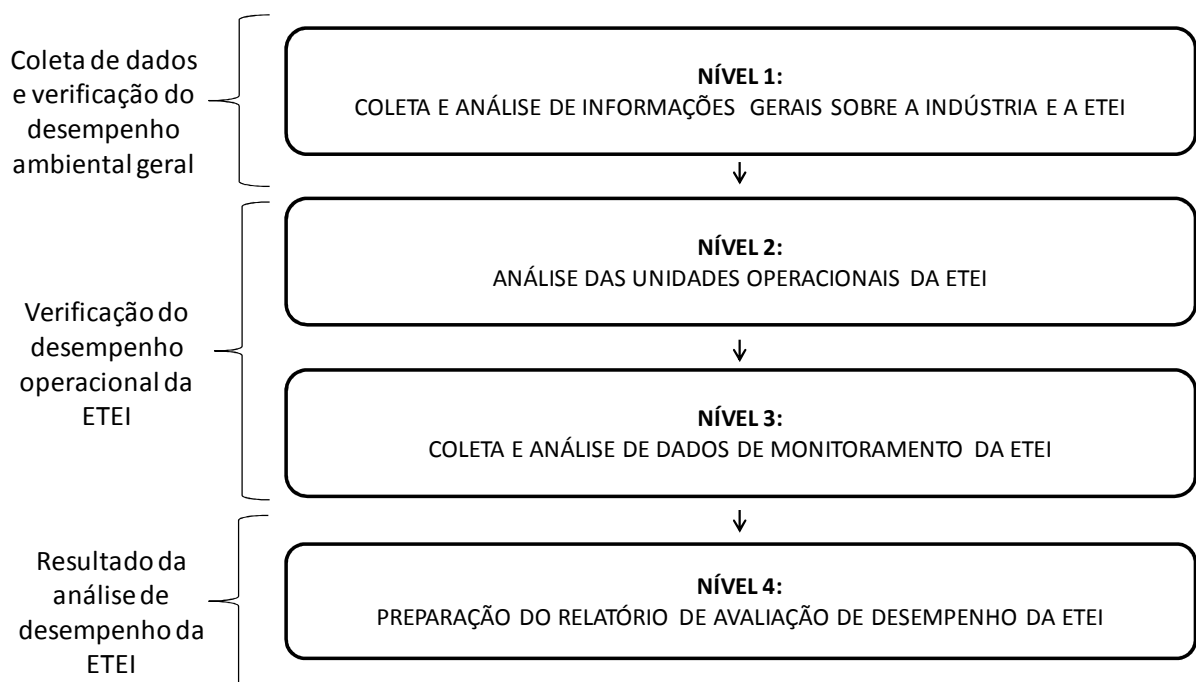 Coleta de dados
e verificação do
desempenho
ambiental geral
NÍVEL 1:
COLETA E ANÁLISE DE INFORMAÇÕES GERAIS SOBRE A INDÚSTRIA E A ETEI
Verificação do
desempenho
operacional da
ETEI
NÍVEL 2:
ANÁLISE DAS UNIDADES OPERACIONAIS DA ETEI
NÍVEL 3:
COLETA E ANÁLISE DE DADOS DE MONITORAMENTO DA ETEI
Resultado da
análise de
desempenho da
ETEI
NÍVEL 4:
PREPARAÇÃO DO RELATÓRIO DE AVALIAÇÃO DE DESEMPENHO DA ETEI